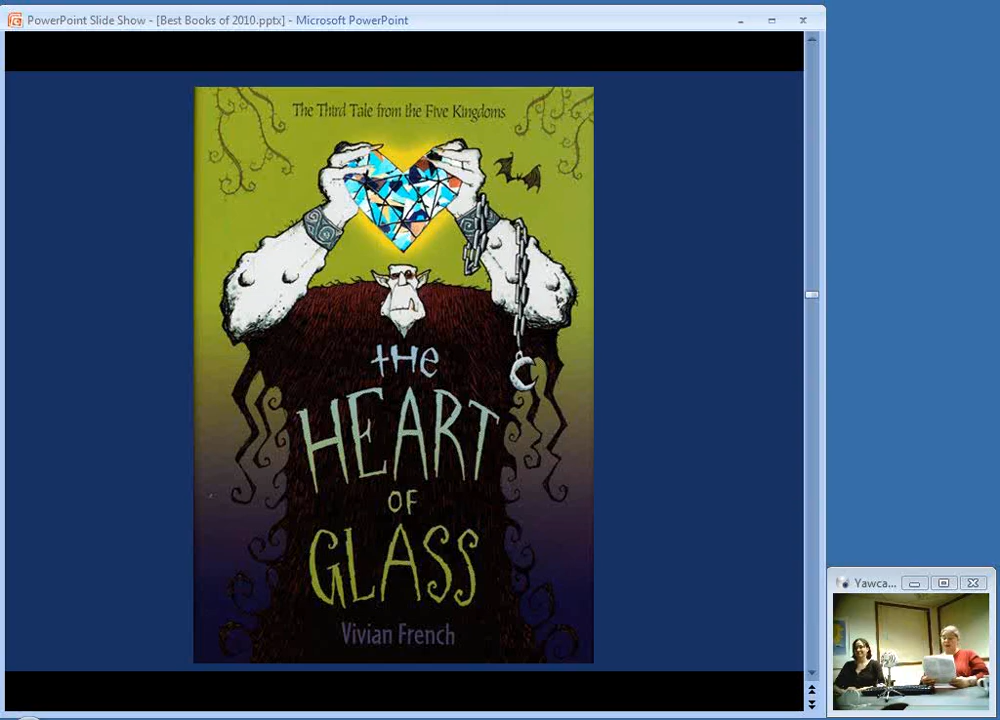 PowerPoint Slide Show - [Best Books of 2010.pptx] - Microsoft PowerPoint
The Third Tale from the Five Kingdoms
the
HEART
OF
GLASS
Vivian French
Yawca...